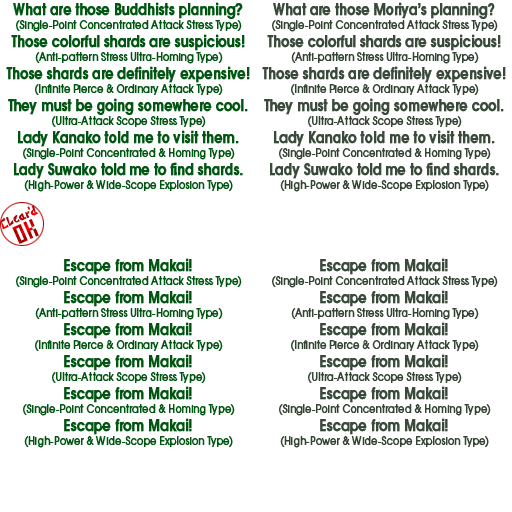 What are those Buddhists planning?
(Single-Point Concentrated Attack Stress Type)
Those colorful shards are suspicious!
(Anti-pattern Stress Ultra-Homing Type)
Those shards are definitely expensive!
(Infinite Pierce & Ordinary Attack Type)
They must be going somewhere cool.
(Ultra-Attack Scope Stress Type)
Lady Kanako told me to visit them.
(Single-Point Concentrated & Homing Type)
Lady Suwako told me to find shards.
(High-Power & Wide-Scope Explosion Type)
What are those Moriya's planning?
(Single-Point Concentrated Attack Stress Type)
Those colorful shards are suspicious!
(Anti-pattern Stress Ultra-Homing Type)
Those shards are definitely expensive!
(Infinite Pierce & Ordinary Attack Type)
They must be going somewhere cool.
(Ultra-Attack Scope Stress Type)
Lady Kanako told me to visit them.
(Single-Point Concentrated & Homing Type)
Lady Suwako told me to find shards.
(High-Power & Wide-Scope Explosion Type)
CLear'd
OK
Escape from Makai!
(Single-Point Concentrated Attack Stress Type)
Escape from Makai!
(Anti-pattern Stress Ultra-Homing Type)
Escape from Makai!
(Infinite Pierce & Ordinary Attack Type)
Escape from Makai!
(Ultra-Attack Scope Stress Type)
Escape from Makai!
(Single-Point Concentrated & Homing Type)
Escape from Makai!
(High-Power & Wide-Scope Explosion Type)
Escape from Makai!
(Single-Point Concentrated Attack Stress Type)
Escape from Makai!
(Anti-pattern Stress Ultra-Homing Type)
Escape from Makai!
(Infinite Pierce & Ordinary Attack Type)
Escape from Makai!
(Ultra-Attack Scope Stress Type)
Escape from Makai!
(Single-Point Concentrated & Homing Type)
Escape from Makai!
(High-Power & Wide-Scope Explosion Type)